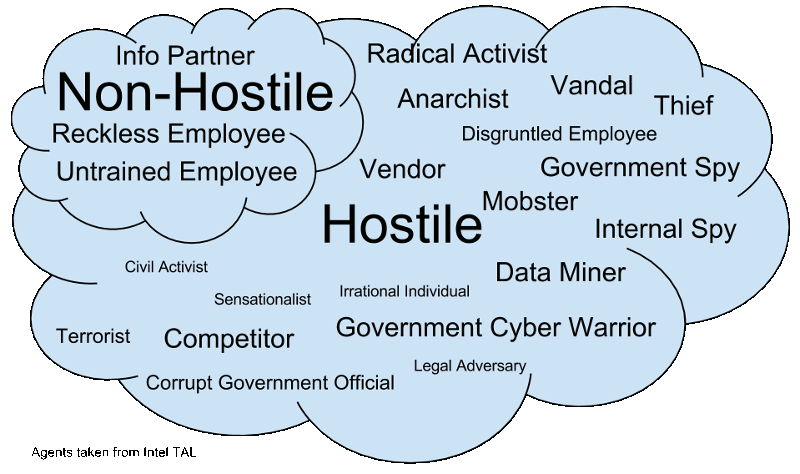 Info Partner
Non-Hostile
Reckless Employee
Untrained Employee
Radical Activist
Vandal
Anarchist
Thief
Disgruntled Employee
Vendor
Government Spy
Mobster
Hostile
Internal Spy
Civil Activist
Data Miner
Sensationalist
Irrational Individual
Terrorist
Competitor
Government Cyber Warrior
Legal Adversary
Corrupt Government Official
Agents taken from Intel TAL